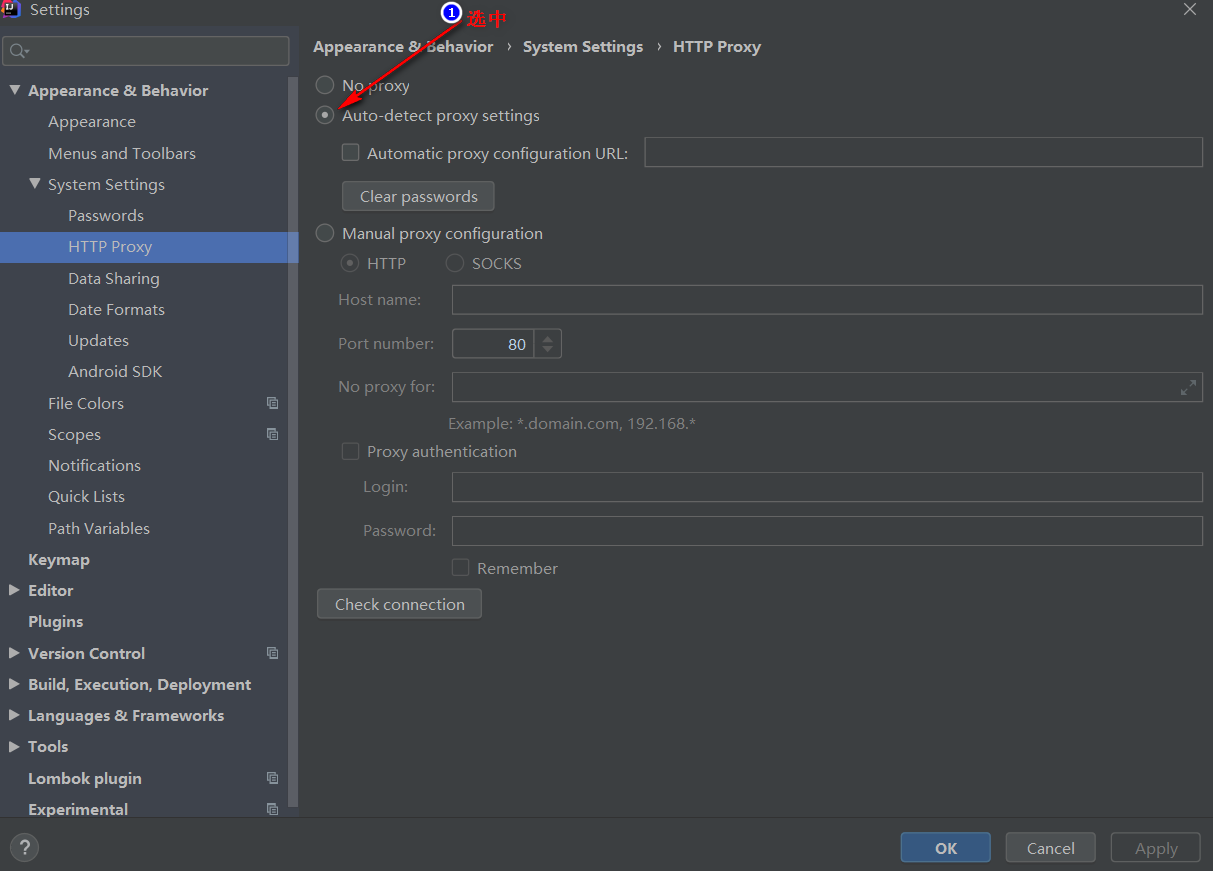 Settings
① 选中
Appearance & Behavior › System Settings › HTTP Proxy
Appearance & Behavior
Appearance
Menus and Toolbars
System Settings
Passwords
HTTP Proxy
Data Sharing
Date Formats
Updates
Android SDK
File Colors
Scopes
Notifications
Quick Lists
Path Variables
Keymap
Editor
Plugins
Version Control
Build, Execution, Deployment
Languages & Frameworks
Tools
Lombok plugin
Experimental
No proxy
Auto-detect proxy settings
Automatic proxy configuration URL:
Clear passwords
Manual proxy configuration
HTTP SOCKS
Host name:
Port number: 80
No proxy for:
Example: *.domain.com, 192.168.*
Proxy authentication
Login:
Password:
Remember
Check connection
? OK Cancel Apply